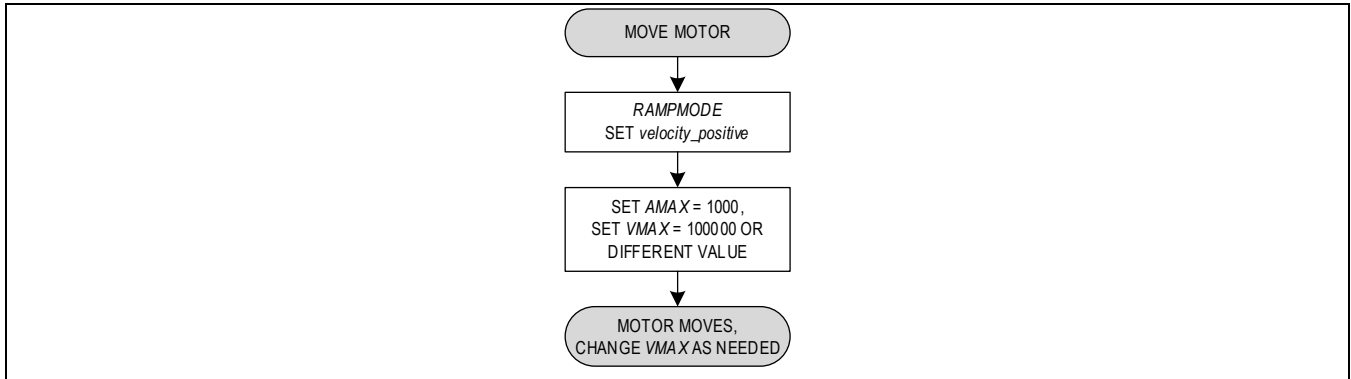 MOVE MOTOR
RAMPMODE
SET velocity_positive
SET AMAX = 1000,
SET VMAX = 100000 OR
DIFFERENT VALUE
MOTOR MOVES,
CHANGE VMAX AS NEEDED